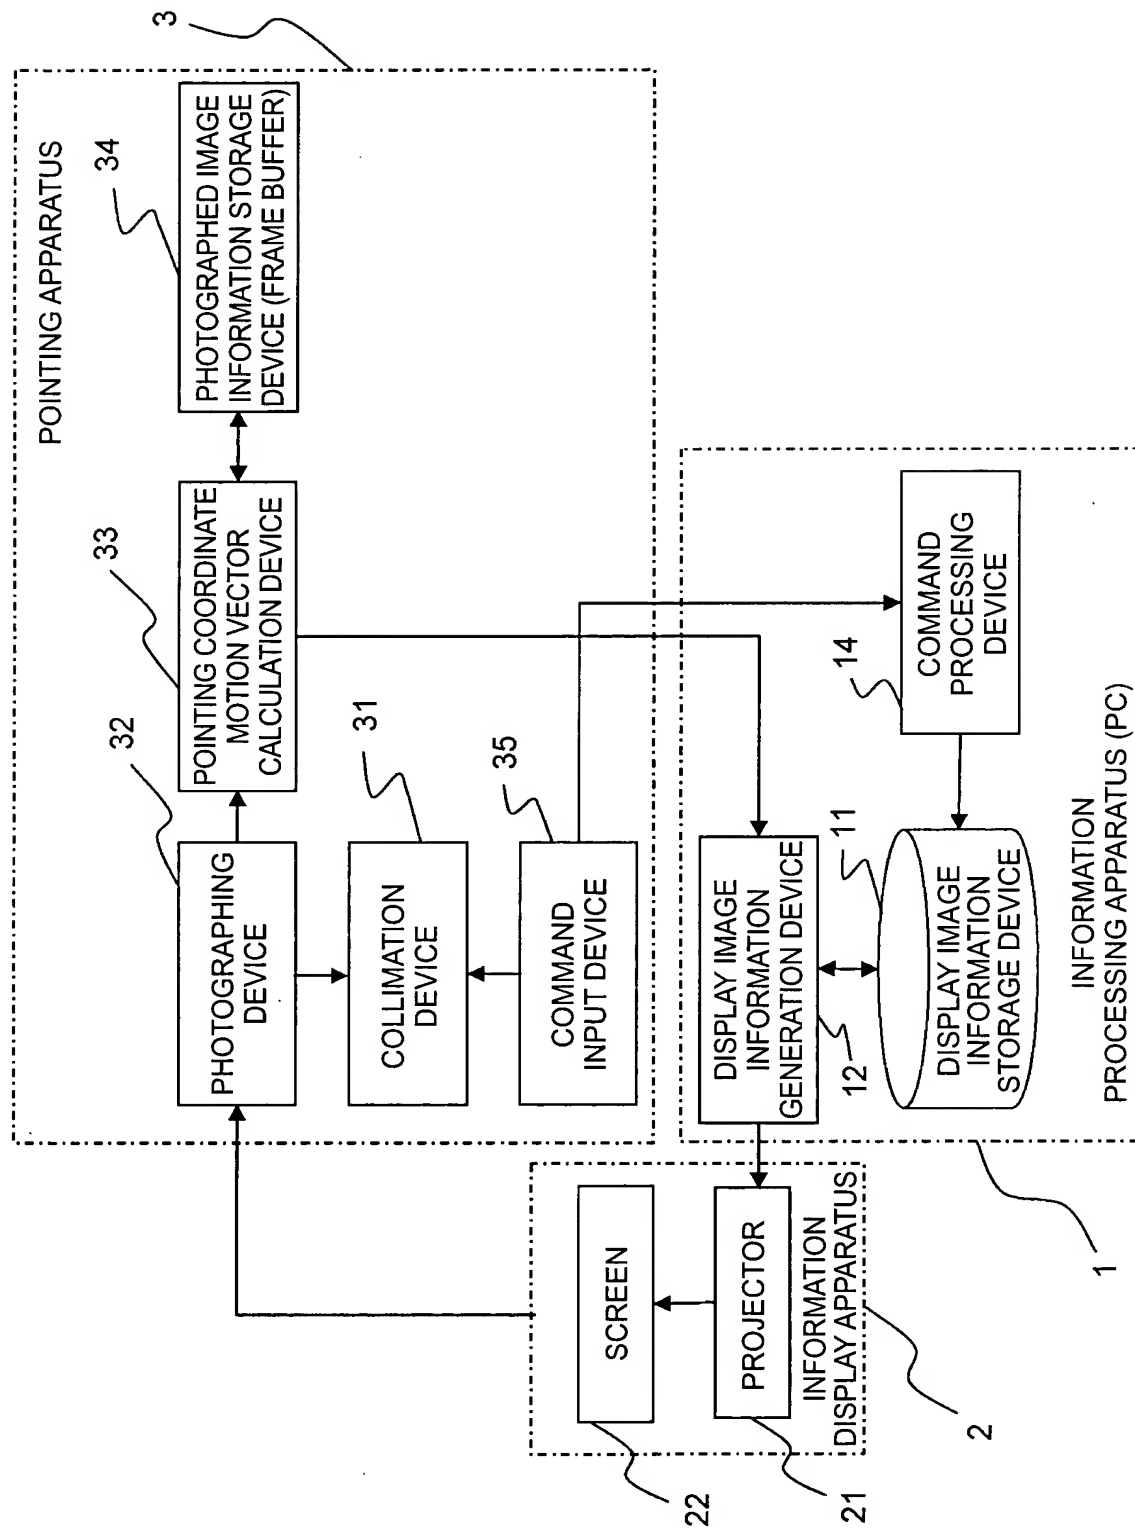 3
POINTING APPARATUS
34
PHOTOGRAPHED IMAGE
INFORMATION STORAGE
DEVICE (FRAME BUFFER)
33
POINTING COORDINATE
MOTION VECTOR
CALCULATION DEVICE
32
PHOTOGRAPHING
DEVICE
31
COLLIMATION
DEVICE
35
COMMAND
INPUT DEVICE
14
COMMAND
PROCESSING
DEVICE
DISPLAY IMAGE
INFORMATION
GENERATION DEVICE
12
11
DISPLAY IMAGE
INFORMATION
STORAGE DEVICE
INFORMATION
PROCESSING APPARATUS (PC)
1
SCREEN
22
PROJECTOR
21
INFORMATION
DISPLAY APPARATUS
2